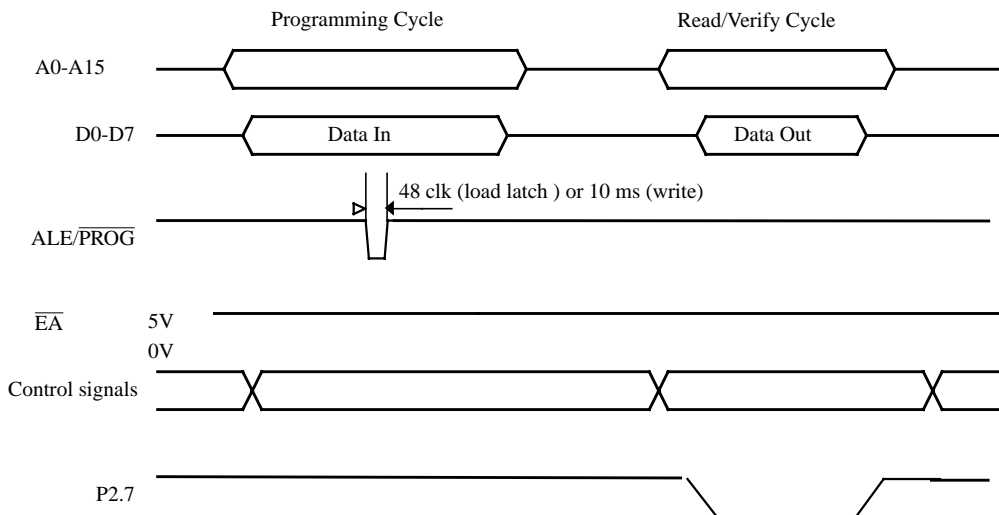 Programming Cycle Read/Verify Cycle
A0-A15
D0-D7 Data In Data Out
48 clk (load latch ) or 10 ms (write)
ALE/PROG
EA 5V
0V
Control signals
P2.7